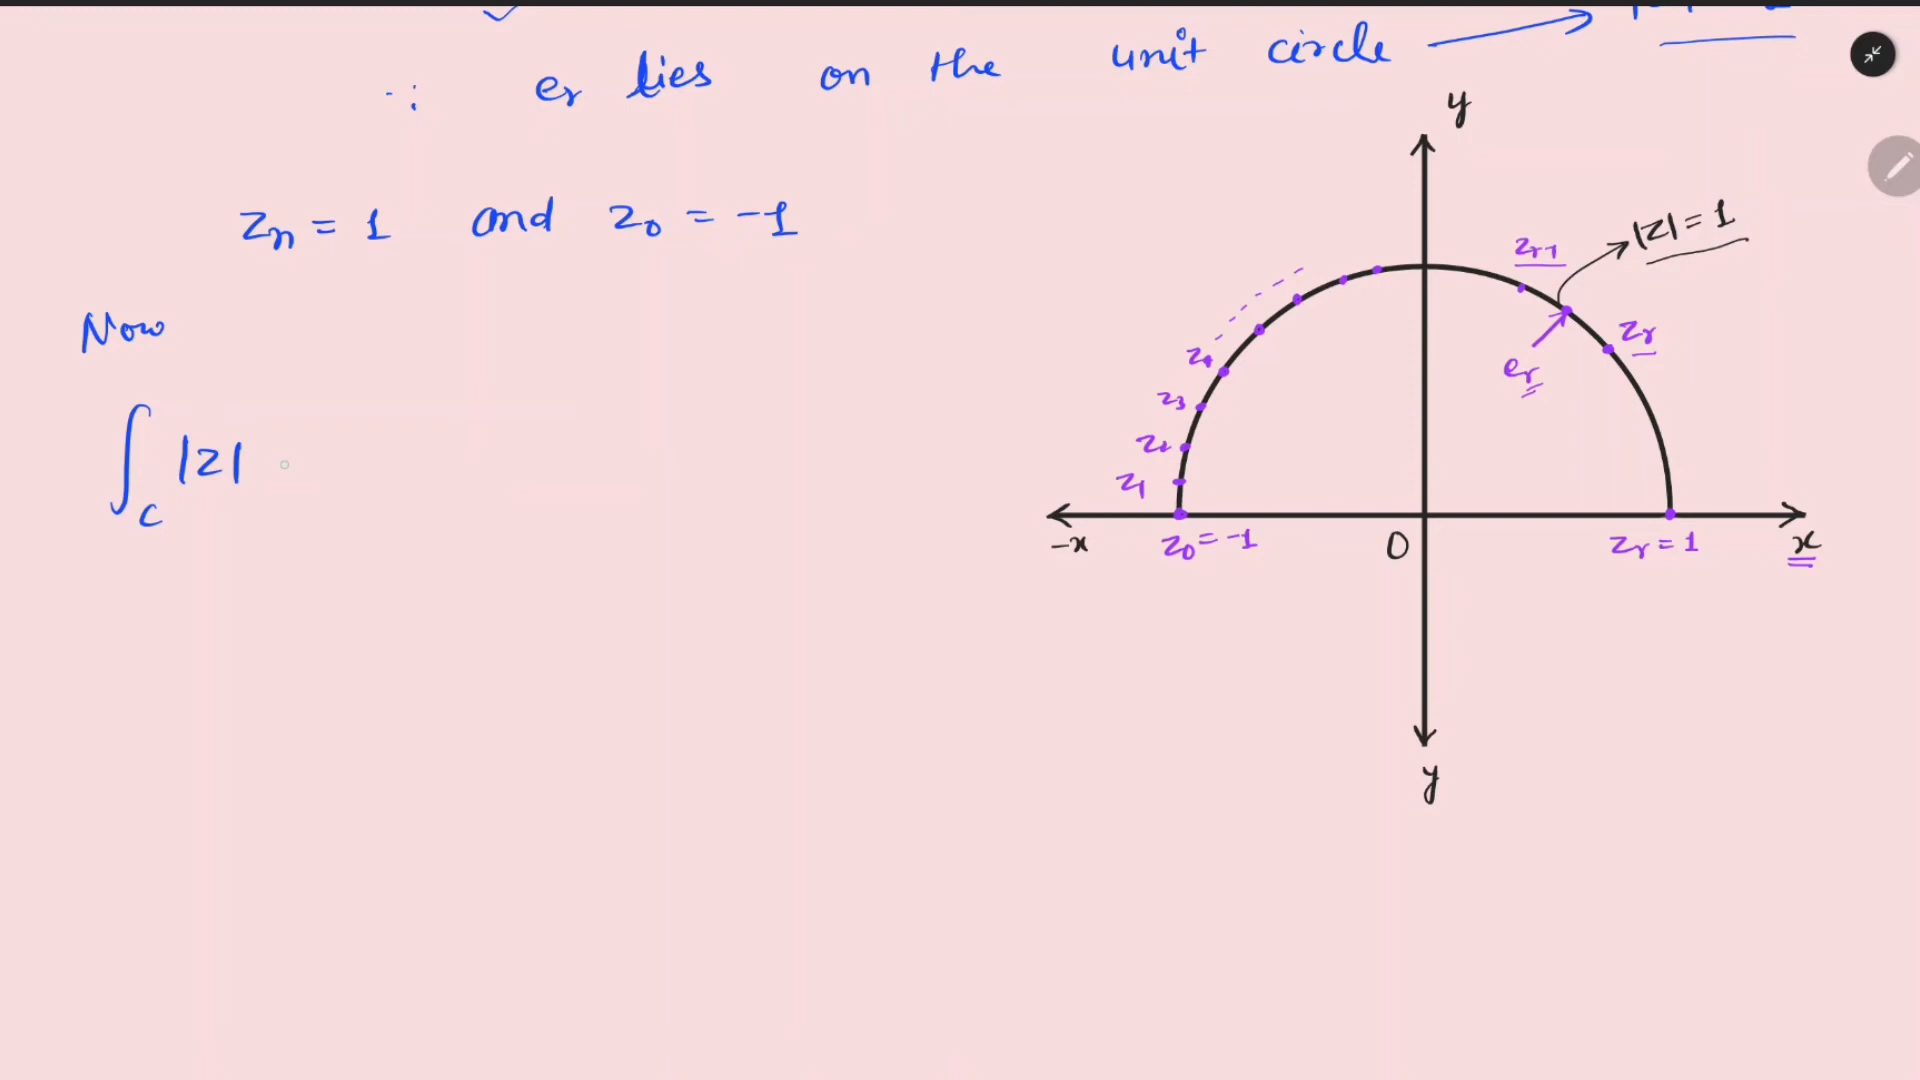 ∵ er lies on the unit circle
zn = 1 and z0 = -1
Now
∫c |z|
y
|z| = 1
zr-1
zr
er
z4
z3
z2
z1
-x
z0 = -1
0
zr = 1
x
y